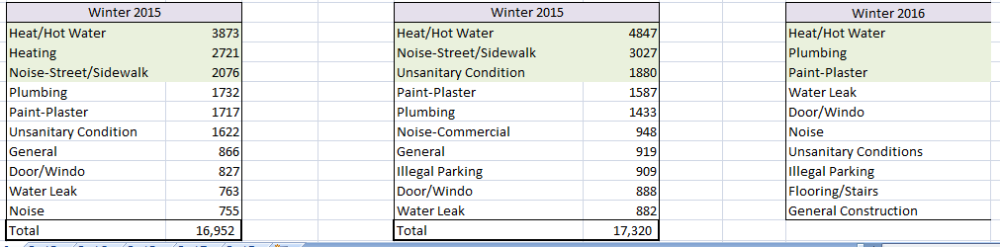 Winter 2015
Heat/Hot Water 3873
Heating 2721
Noise-Street/Sidewalk 2076
Plumbing 1732
Paint-Plaster 1717
Unsanitary Condition 1622
General 866
Door/Windo 827
Water Leak 763
Noise 755
Total 16,952
Winter 2015
Heat/Hot Water 4847
Noise-Street/Sidewalk 3027
Unsanitary Condition 1880
Paint-Plaster 1587
Plumbing 1433
Noise-Commercial 948
General 919
Illegal Parking 909
Door/Windo 888
Water Leak 882
Total 17,320
Winter 2016
Heat/Hot Water
Plumbing
Paint-Plaster
Water Leak
Door/Windo
Noise
Unsanitary Conditions
Illegal Parking
Flooring/Stairs
General Construction